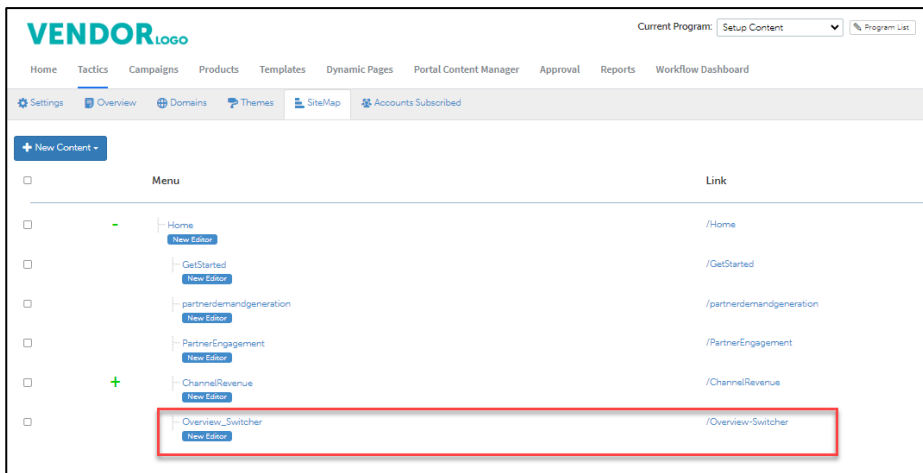 VENDOR LOGO
Current Program: Setup Content Program List
Home Tactics Campaigns Products Templates Dynamic Pages Portal Content Manager Approval Reports Workflow Dashboard
Settings Overview Domains Themes SiteMap Accounts Subscribed
New Content
Menu Link
Home /Home
New Editor
GetStarted /GetStarted
New Editor
partnerdemandgeneration /partnerdemandgeneration
New Editor
PartnerEngagement /PartnerEngagement
New Editor
ChannelRevenue /ChannelRevenue
New Editor
Overview_Switcher /Overview-Switcher
New Editor